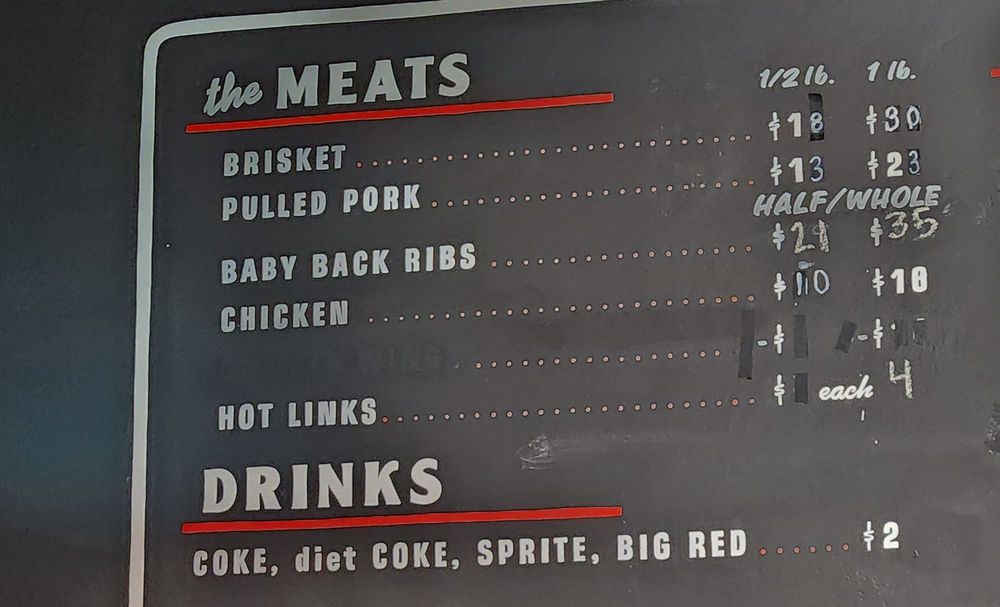 the MEATS 1/2 lb. 1 lb.
BRISKET $18 $30
PULLED PORK $13 $23
HALF/WHOLE
BABY BACK RIBS $21 $35
CHICKEN $10 $18
-$ -$
HOT LINKS $ each 4
DRINKS
COKE, diet COKE, SPRITE, BIG RED $2